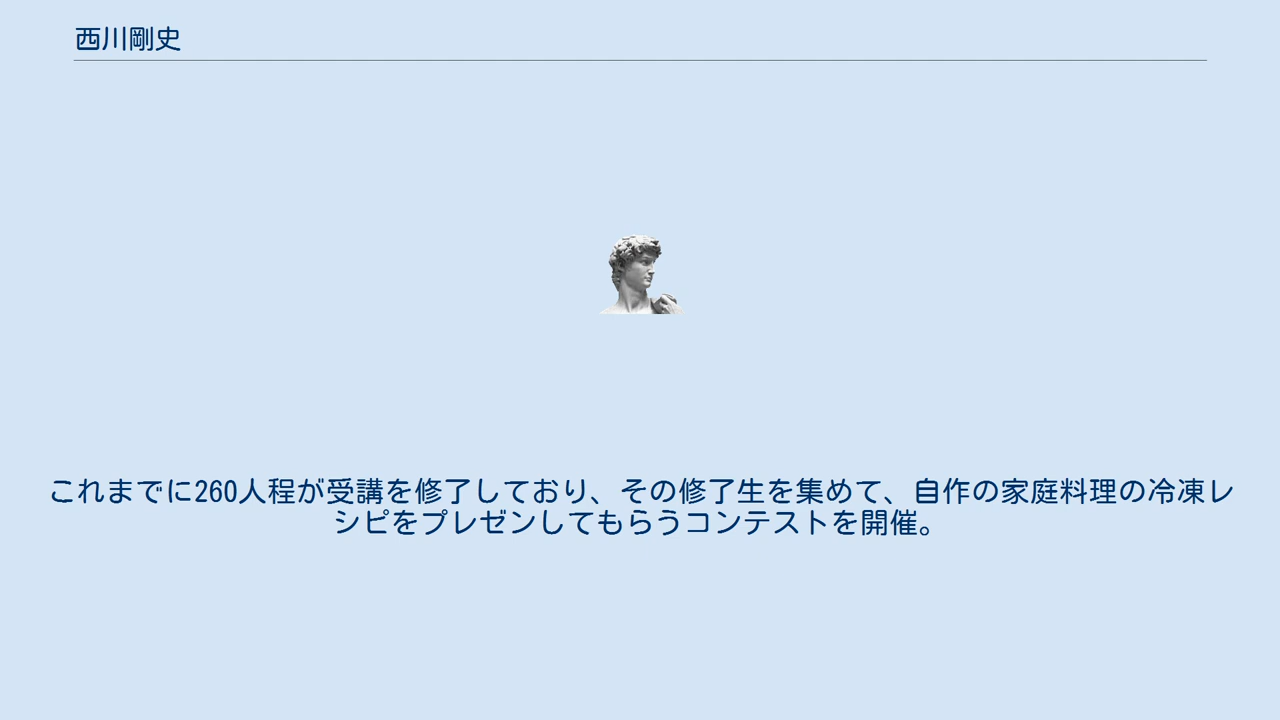 西川剛史
これまでに260人程が受講を修了しており、その修了生を集めて、自作の家庭料理の冷凍レ
シピをプレゼンしてもらうコンテストを開催。